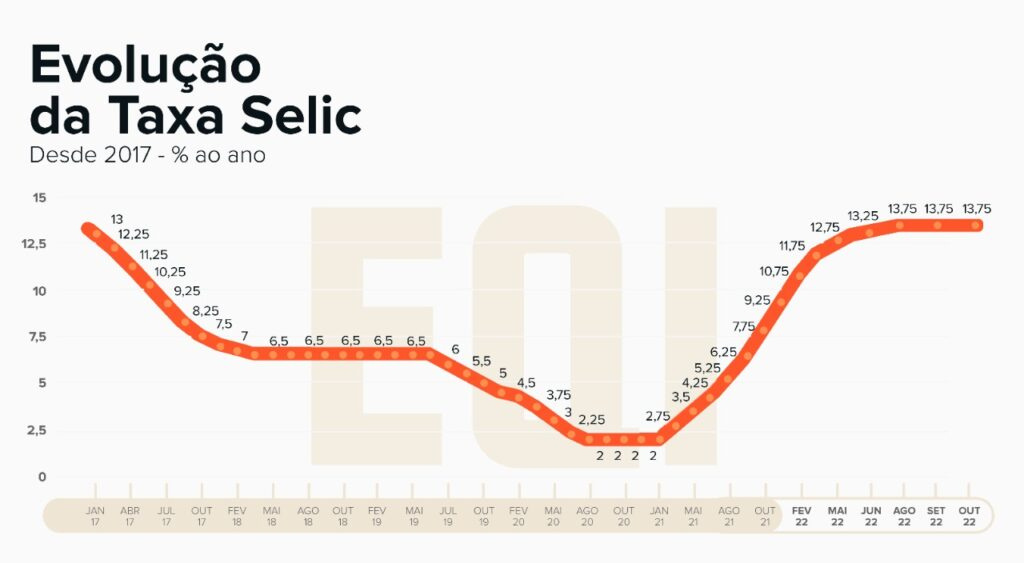 Evolução
da Taxa Selic
Desde 2017 - % ao ano
EQI
15
12,5
10
7,5
5
2,5
0
13
12,25
11,25
10,25
9,25
8,25
7,5
7
6,5
6,5
6,5
6,5
6,5
6
5,5
5
4,5
3,75
3
2,25
2
2
2
2
2,75
3,5
4,25
5,25
6,25
7,75
9,25
10,75
11,75
12,75
13,25
13,75
13,75
13,75
JAN 17
ABR 17
JUL 17
OUT 17
FEV 18
MAI 18
AGO 18
OUT 18
FEV 19
MAI 19
JUL 19
OUT 19
FEV 20
MAI 20
AGO 20
OUT 20
JAN 21
MAI 21
AGO 21
OUT 21
FEV 22
MAI 22
JUN 22
AGO 22
SET 22
OUT 22